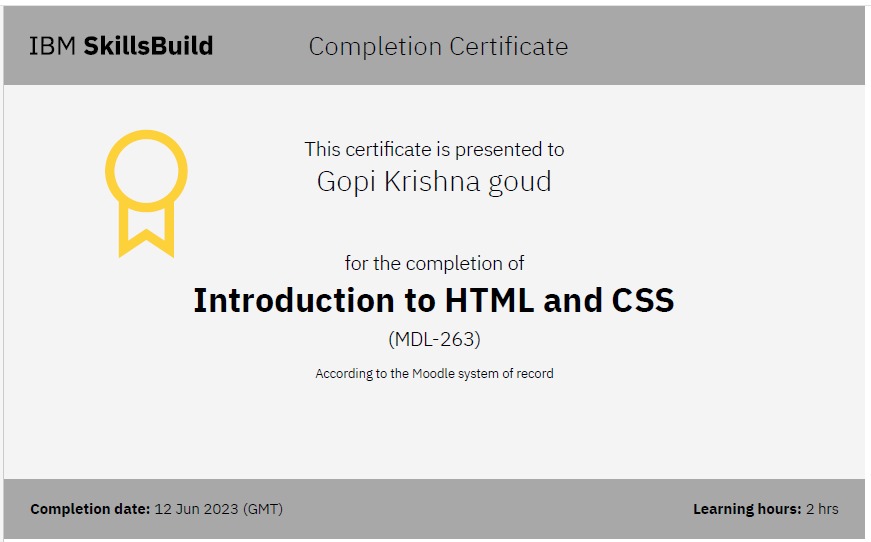 IBM SkillsBuild
Completion Certificate
This certificate is presented to
Gopi Krishna goud
for the completion of
Introduction to HTML and CSS
(MDL-263)
According to the Moodle system of record
Completion date: 12 Jun 2023 (GMT)
Learning hours: 2 hrs